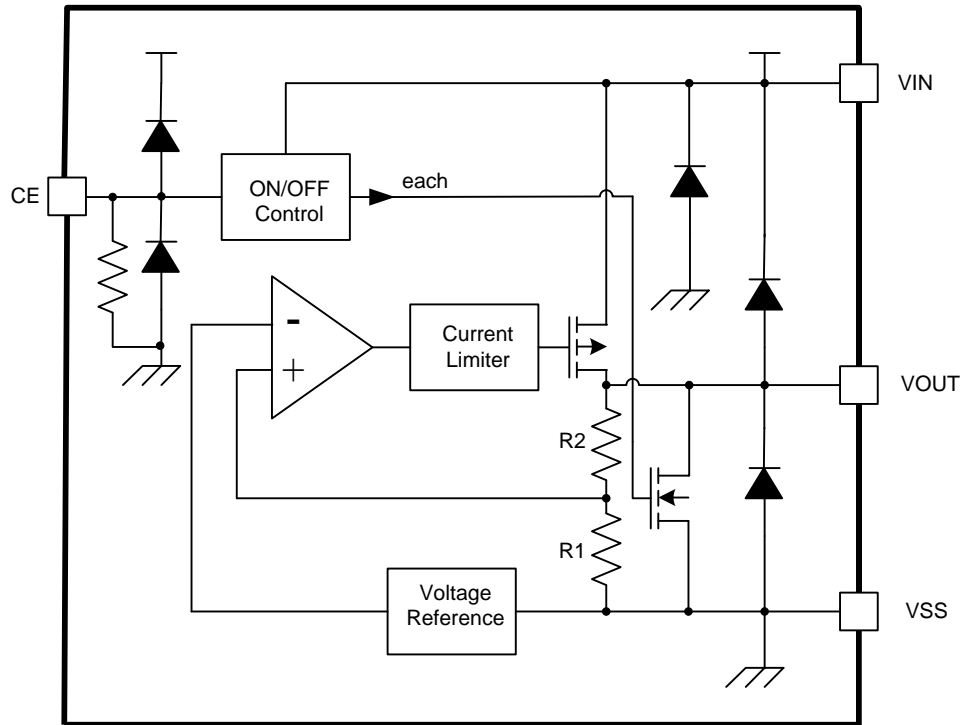 VIN
CE
ON/OFF
Control
each
-
+
Current
Limiter
VOUT
R2
R1
Voltage
Reference
VSS